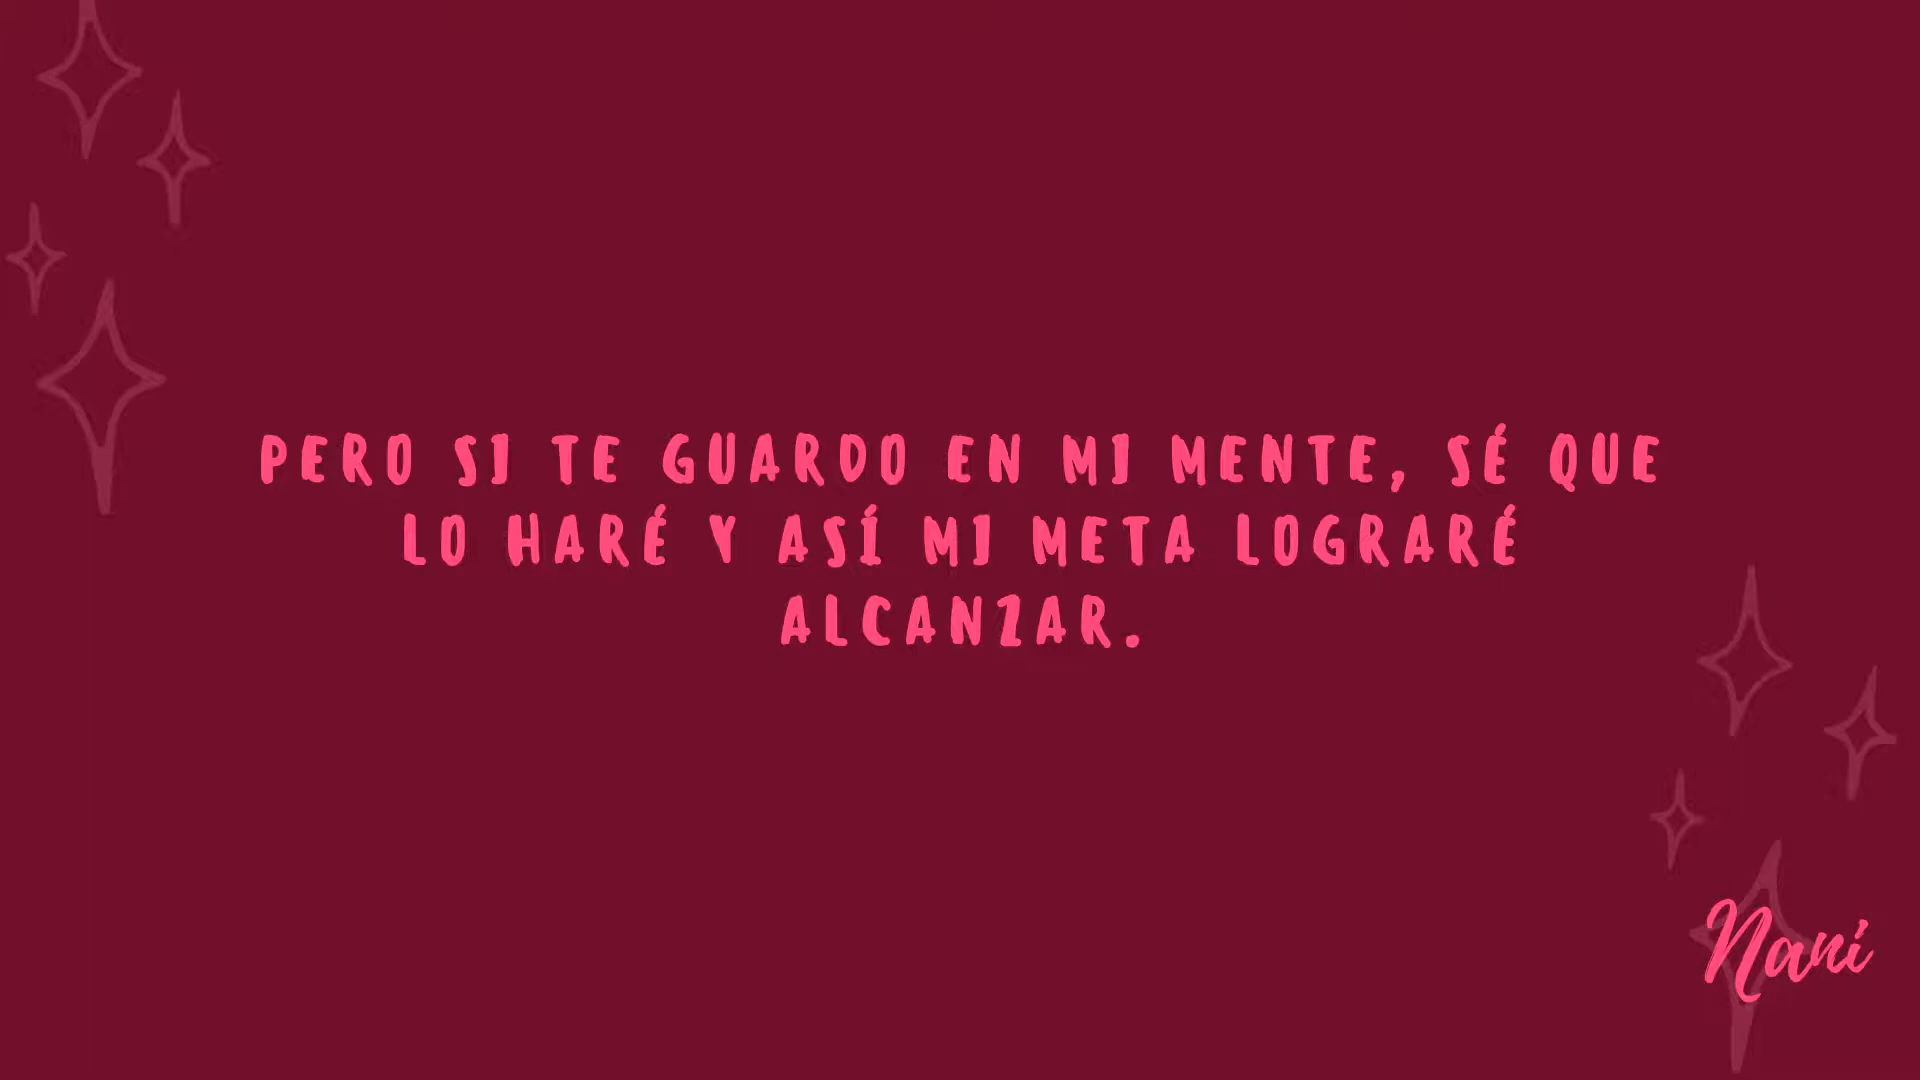 PERO SI TE GUARDO EN MI MENTE, SÉ QUE
LO HARÉ Y ASÍ MI META LOGRARÉ
ALCANZAR.
Nani